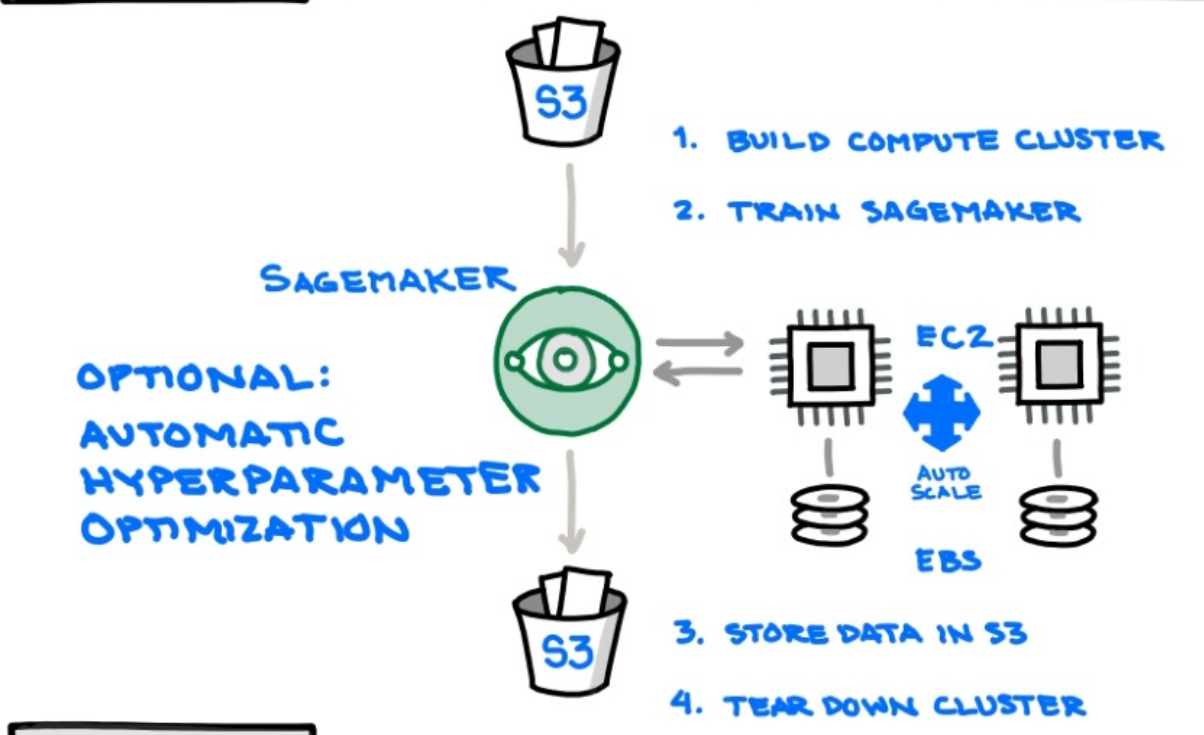 S3
1. BUILD COMPUTE CLUSTER
2. TRAIN SAGEMAKER
SAGEMAKER
EC2
OPTIONAL:
AUTOMATIC
HYPERPARAMETER
OPTIMIZATION
AUTO
SCALE
EBS
S3
3. STORE DATA IN S3
4. TEAR DOWN CLUSTER